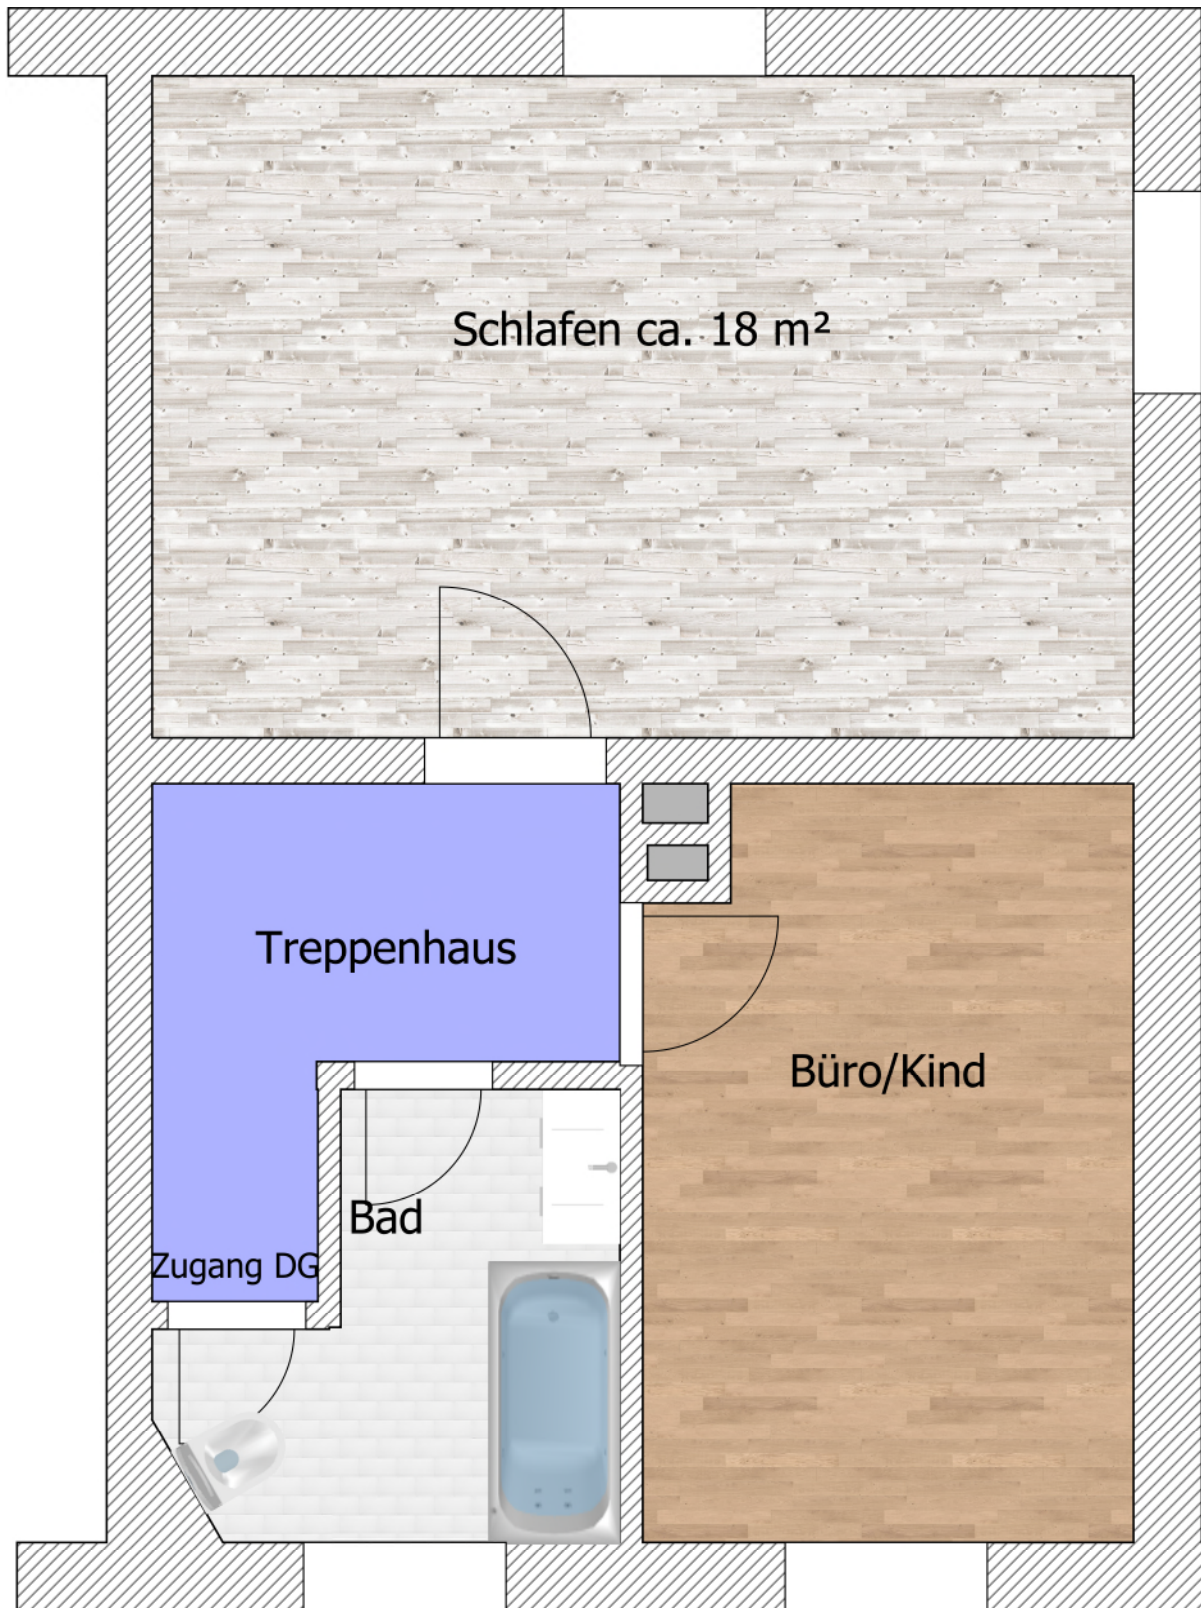 Schlafen ca. 18 m²
Treppenhaus
Büro/Kind
Bad
Zugang DG